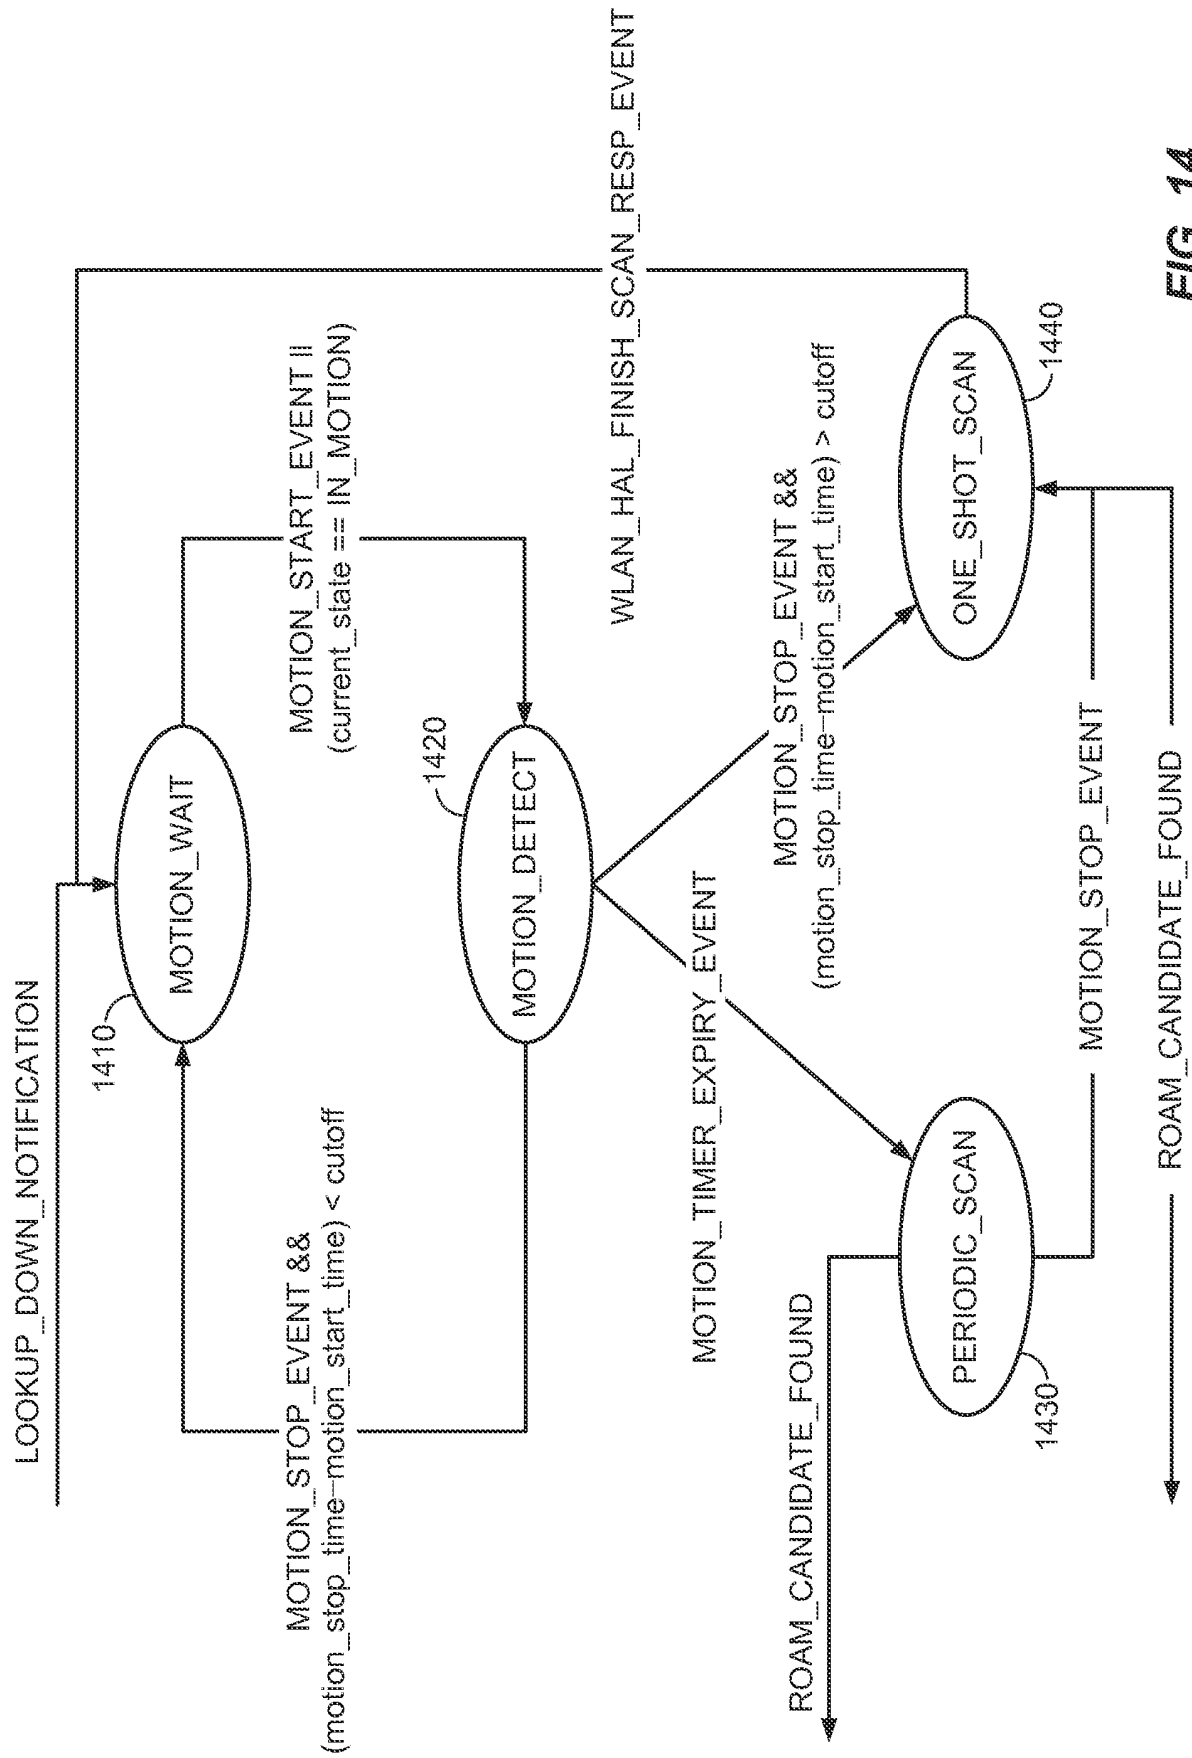 LOOKUP_DOWN_NOTIFICATION
1410
MOTION_WAIT
MOTION_STOP_EVENT &&
(motion_stop_time-motion_start_time) < cutoff
MOTION_START_EVENT ||
(current_state == IN_MOTION)
1420
MOTION_DETECT
WLAN_HAL_FINISH_SCAN_RESP_EVENT
MOTION_TIMER_EXPIRY_EVENT
MOTION_STOP_EVENT &&
(motion_stop_time-motion_start_time) > cutoff
ROAM_CANDIDATE_FOUND
PERIODIC_SCAN
1430
ONE_SHOT_SCAN
1440
MOTION_STOP_EVENT
ROAM_CANDIDATE_FOUND
FIG. 14